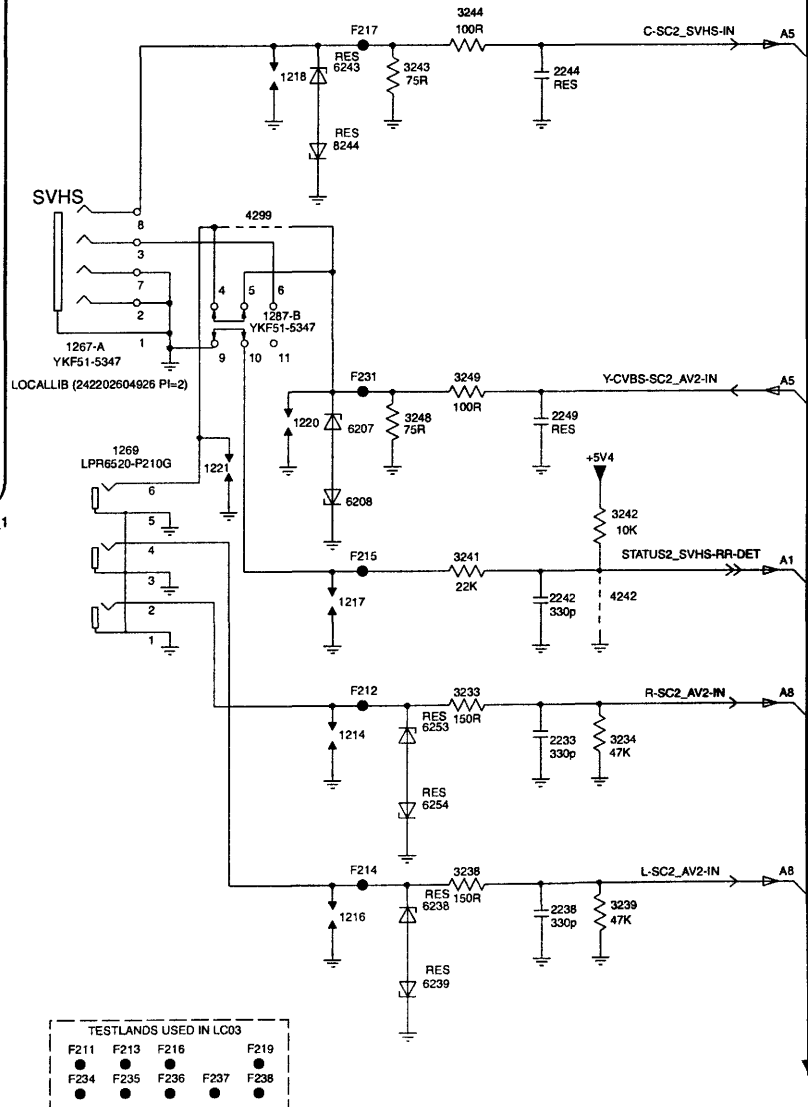 3244
F217
100R
C-SC2_SVHS-IN
A5
RES
6243
1218
3243
75R
2244
RES
RES
8244
SVHS
4299
8
3
7
2
1
4
5
6
1287-B
YKF51-5347
9
10
11
1267-A
YKF51-5347
LOCALLIB (242202604926 PI=2)
F231
3249
100R
Y-CVBS-SC2_AV2-IN
A5
1220
6207
3248
75R
2249
RES
+5V4
1269
LPR6520-P210G
1221
6
5
4
3
2
1
6208
3242
10K
F215
3241
22K
STATUS2_SVHS-RR-DET
A1
1217
2242
330p
4242
_1
F212
3233
150R
R-SC2_AV2-IN
A8
RES
6253
1214
2233
330p
3234
47K
RES
6254
F214
3238
150R
L-SC2_AV2-IN
A8
RES
6238
1216
2238
330p
3239
47K
RES
6239
TESTLANDS USED IN LC03
F211 F213 F216 F219
F234 F235 F236 F237 F238